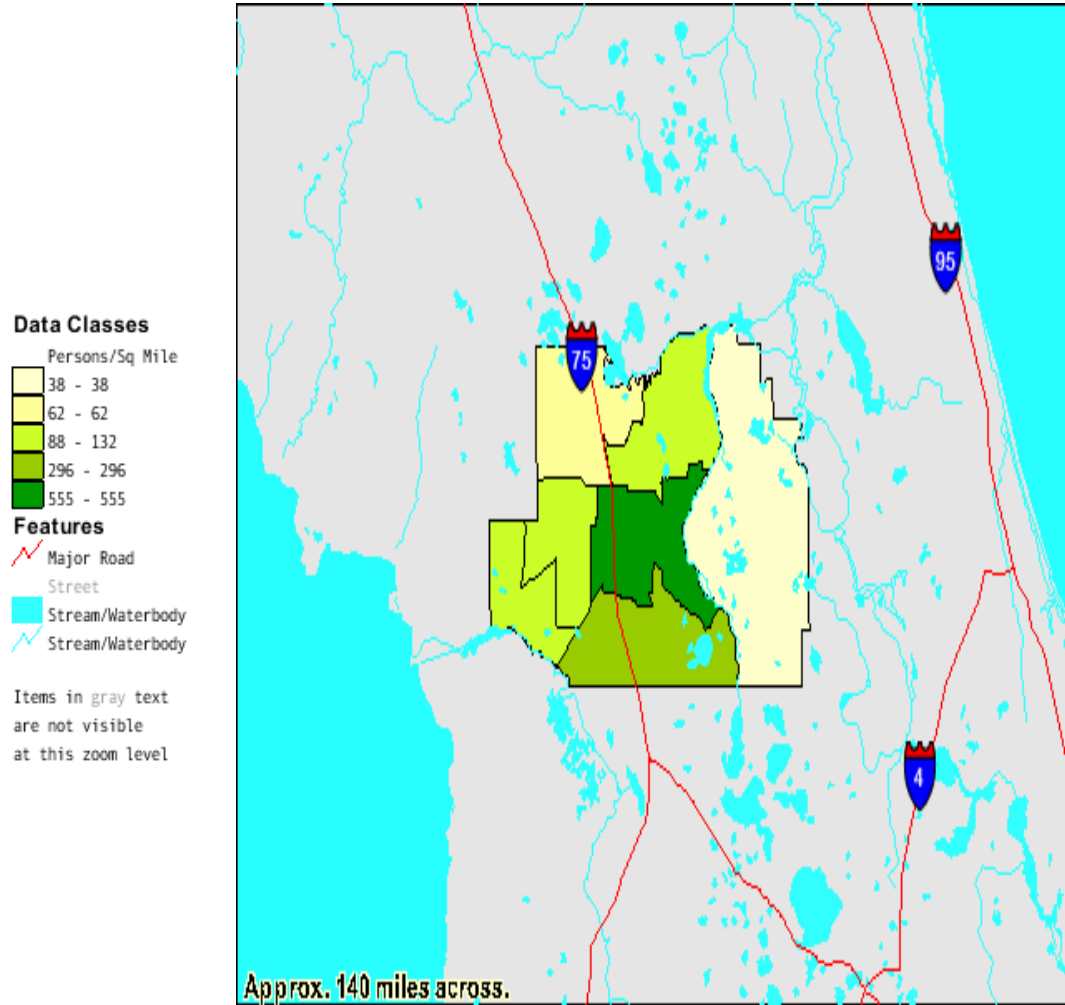 Data Classes
Persons/Sq Mile
38 - 38
62 - 62
88 - 132
296 - 296
555 - 555
Features
Major Road
Street
Stream/Waterbody
Stream/Waterbody
Items in gray text
are not visible
at this zoom level
95
75
4
Approx. 140 miles across.